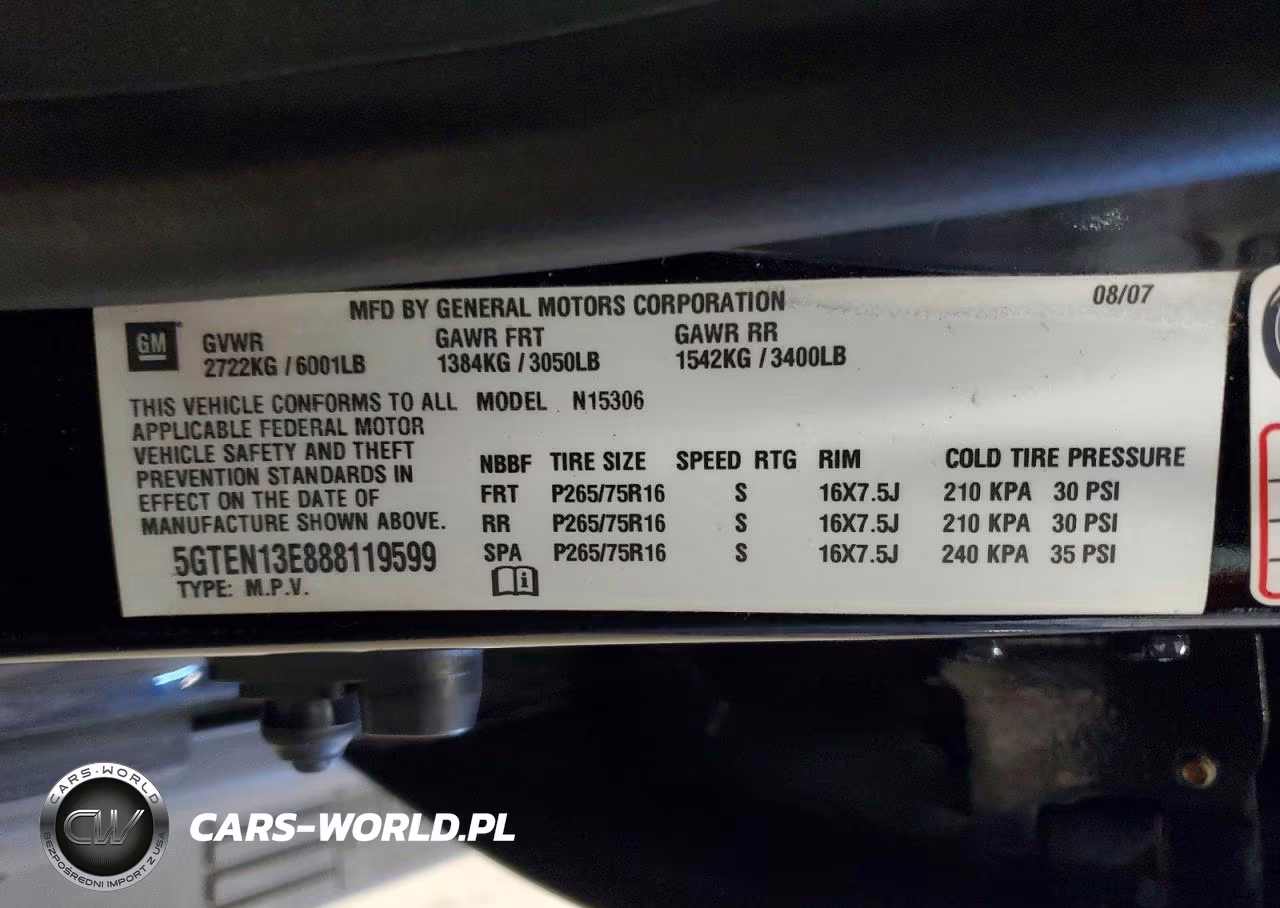 MFD BY GENERAL MOTORS CORPORATION 08/07
GM GVWR GAWR FRT GAWR RR
2722KG / 6001LB 1384KG / 3050LB 1542KG / 3400LB
THIS VEHICLE CONFORMS TO ALL MODEL N15306
APPLICABLE FEDERAL MOTOR
VEHICLE SAFETY AND THEFT
PREVENTION STANDARDS IN
EFFECT ON THE DATE OF
MANUFACTURE SHOWN ABOVE.
5GTEN13E888119599
TYPE: M.P.V.
NBBF TIRE SIZE SPEED RTG RIM COLD TIRE PRESSURE
FRT P265/75R16 S 16X7.5J 210 KPA 30 PSI
RR P265/75R16 S 16X7.5J 210 KPA 30 PSI
SPA P265/75R16 S 16X7.5J 240 KPA 35 PSI
CARS-WORLD
CW
BEZPOŚREDNI IMPORT Z USA
CARS-WORLD.PL